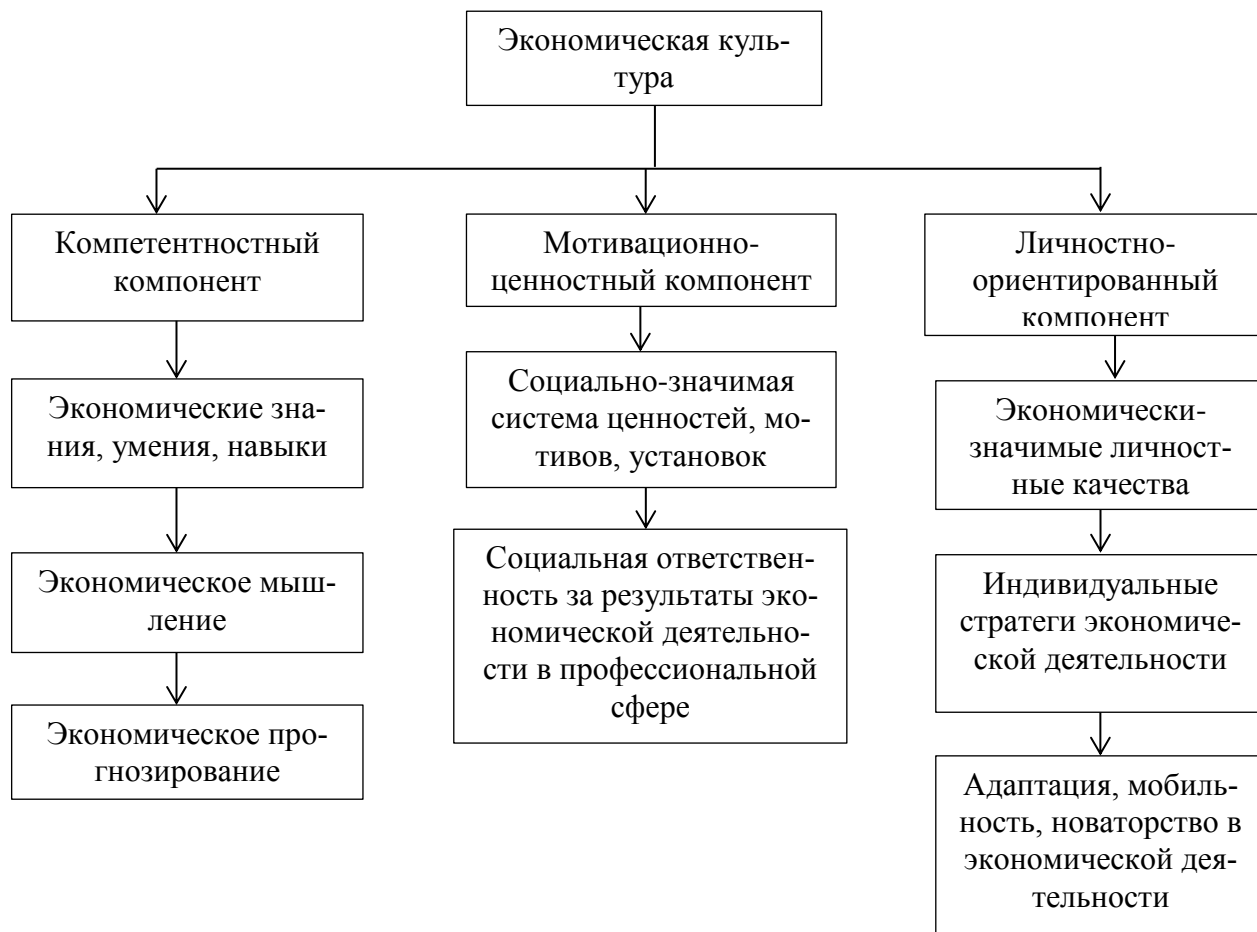 Экономическая куль-
тура
Компетентностный
компонент
Экономические зна-
ния, умения, навыки
Экономическое мыш-
ление
Экономическое про-
гнозирование
Мотивационно-
ценностный компонент
Социально-значимая
система ценностей, мо-
тивов, установок
Социальная ответствен-
ность за результаты эко-
номической деятельно-
сти в профессиональной
сфере
Личностно-
ориентированный
компонент
Экономически-
значимые личност-
ные качества
Индивидуальные
стратеги экономиче-
ской деятельности
Адаптация, мобиль-
ность, новаторство в
экономической дея-
тельности